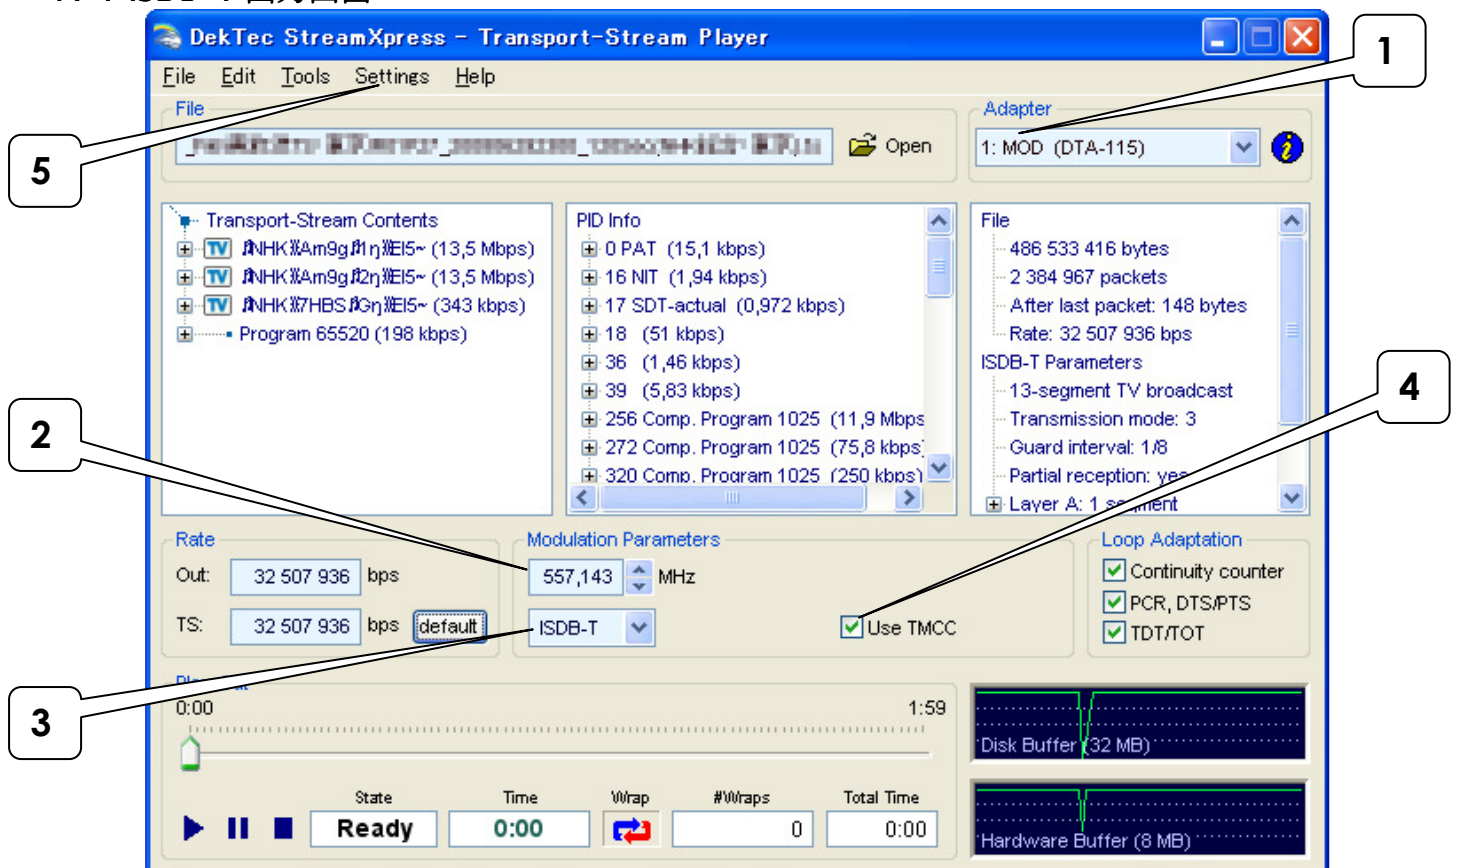 DekTec StreamXpress - Transport-Stream Player
1
File Edit Tools Settings Help
File
Open
Adapter
1: MOD (DTA-115)
5
Transport-Stream Contents
(13,5 Mbps)
(13,5 Mbps)
(343 kbps)
Program 65520 (198 kbps)
PID Info
0 PAT (15,1 kbps)
16 NIT (1,94 kbps)
17 SDT-actual (0,972 kbps)
18 (51 kbps)
36 (1,46 kbps)
39 (5,83 kbps)
256 Comp. Program 1025 (11,9 Mbps
272 Comp. Program 1025 (75,8 kbps)
320 Comp. Program 1025 (250 kbps)
File
486 533 416 bytes
2 384 967 packets
After last packet: 148 bytes
Rate: 32 507 936 bps
ISDB-T Parameters
13-segment TV broadcast
Transmission mode: 3
Guard interval: 1/8
Partial reception: yes
Layer A: 1 segment
4
2
Rate
Out: 32 507 936 bps
TS: 32 507 936 bps default
Modulation Parameters
557,143 MHz
ISDB-T
Use TMCC
Loop Adaptation
Continuity counter
PCR, DTS/PTS
TDT/TOT
3
0:00
1:59
State Time Wrap #Wraps Total Time
Ready 0:00 0 0:00
Disk Buffer (32 MB)
Hardware Buffer (8 MB)